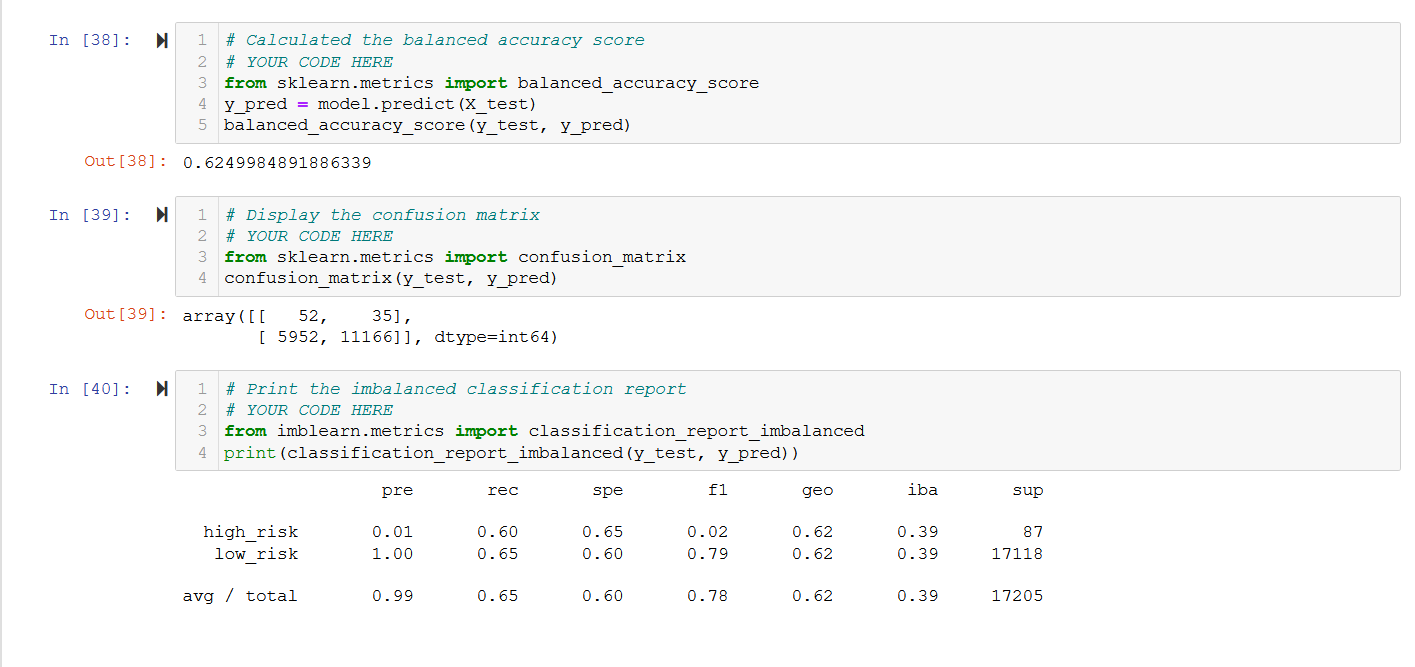 In [38]:
1 # Calculated the balanced accuracy score
2 # YOUR CODE HERE
3 from sklearn.metrics import balanced_accuracy_score
4 y_pred = model.predict(X_test)
5 balanced_accuracy_score(y_test, y_pred)
Out[38]: 0.6249984891886339
In [39]:
1 # Display the confusion matrix
2 # YOUR CODE HERE
3 from sklearn.metrics import confusion_matrix
4 confusion_matrix(y_test, y_pred)
Out[39]: array([[   52,    35],
[ 5952, 11166]], dtype=int64)
In [40]:
1 # Print the imbalanced classification report
2 # YOUR CODE HERE
3 from imblearn.metrics import classification_report_imbalanced
4 print(classification_report_imbalanced(y_test, y_pred))
pre rec spe f1 geo iba sup
high_risk 0.01 0.60 0.65 0.02 0.62 0.39 87
low_risk 1.00 0.65 0.60 0.79 0.62 0.39 17118
avg / total 0.99 0.65 0.60 0.78 0.62 0.39 17205